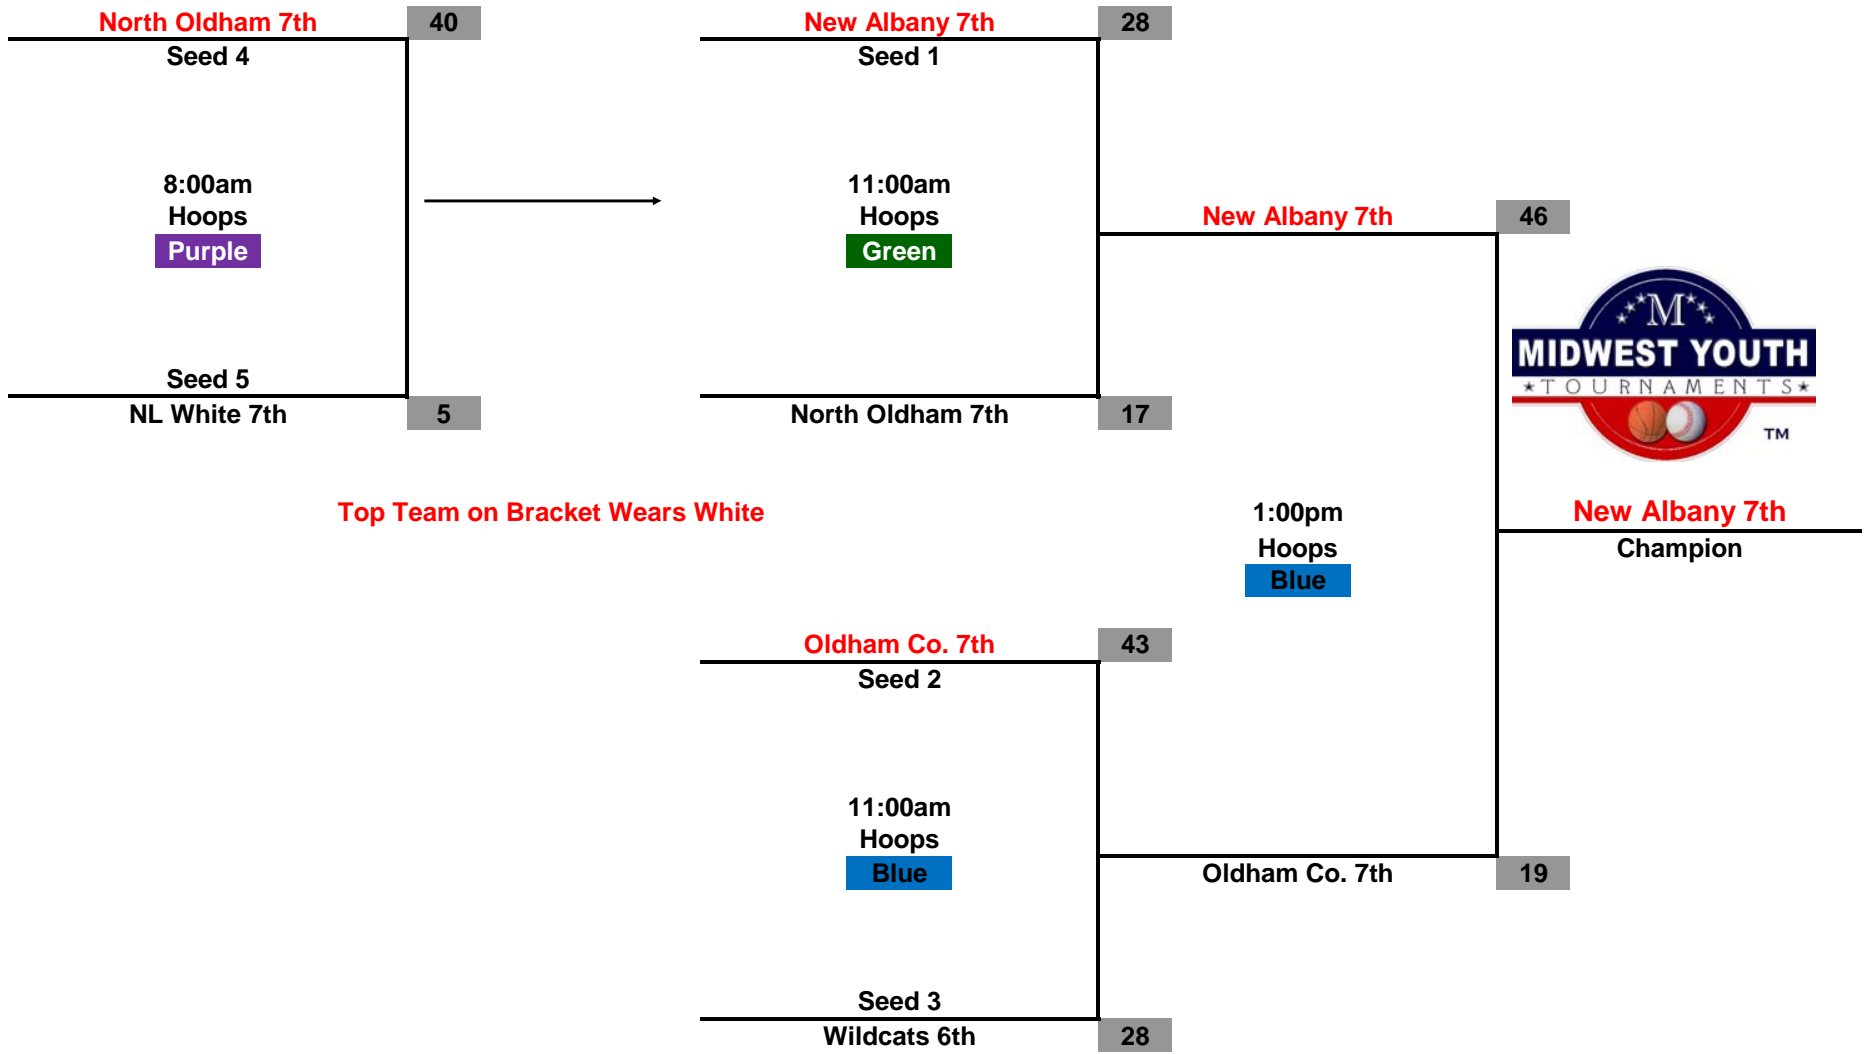 North Oldham 7th 40
Seed 4
8:00am
Hoops
Purple
Seed 5
NL White 7th 5
New Albany 7th 28
Seed 1
11:00am
Hoops
Green
North Oldham 7th 17
New Albany 7th 46
M
MIDWEST YOUTH
TOURNAMENTS
TM
Top Team on Bracket Wears White
1:00pm
Hoops
Blue
New Albany 7th
Champion
Oldham Co. 7th 43
Seed 2
11:00am
Hoops
Blue
Oldham Co. 7th 19
Seed 3
Wildcats 6th 28